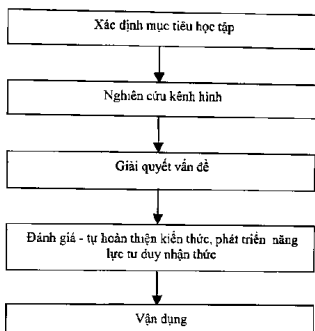 Xác định mục tiêu học tập
Nghiên cứu kênh hình
Giải quyết vấn đề
Đánh giá - tự hoàn thiện kiến thức, phát triển năng
lực tư duy nhận thức
Vận dụng